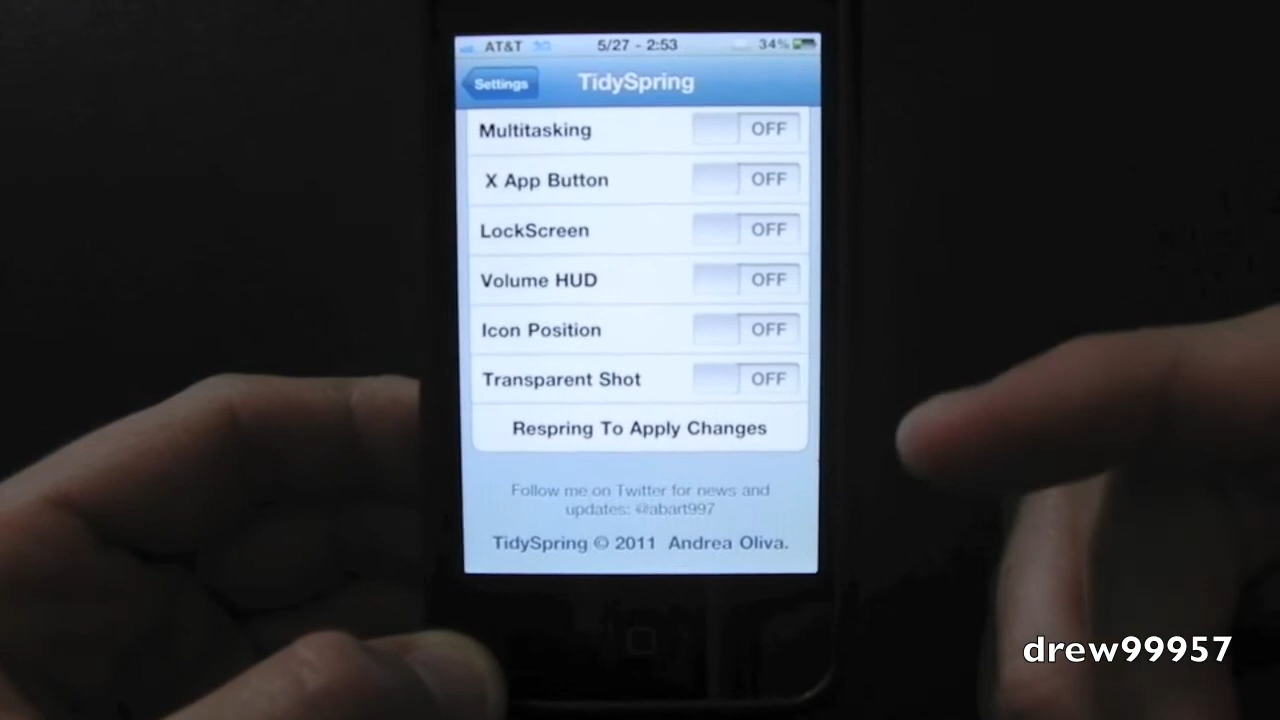 AT&T 3G 5/27 - 2:53 34%
Settings TidySpring
Multitasking OFF
X App Button OFF
LockScreen OFF
Volume HUD OFF
Icon Position OFF
Transparent Shot OFF
Respring To Apply Changes
Follow me on Twitter for news and
updates: @abart997
TidySpring © 2011 Andrea Oliva.
drew99957